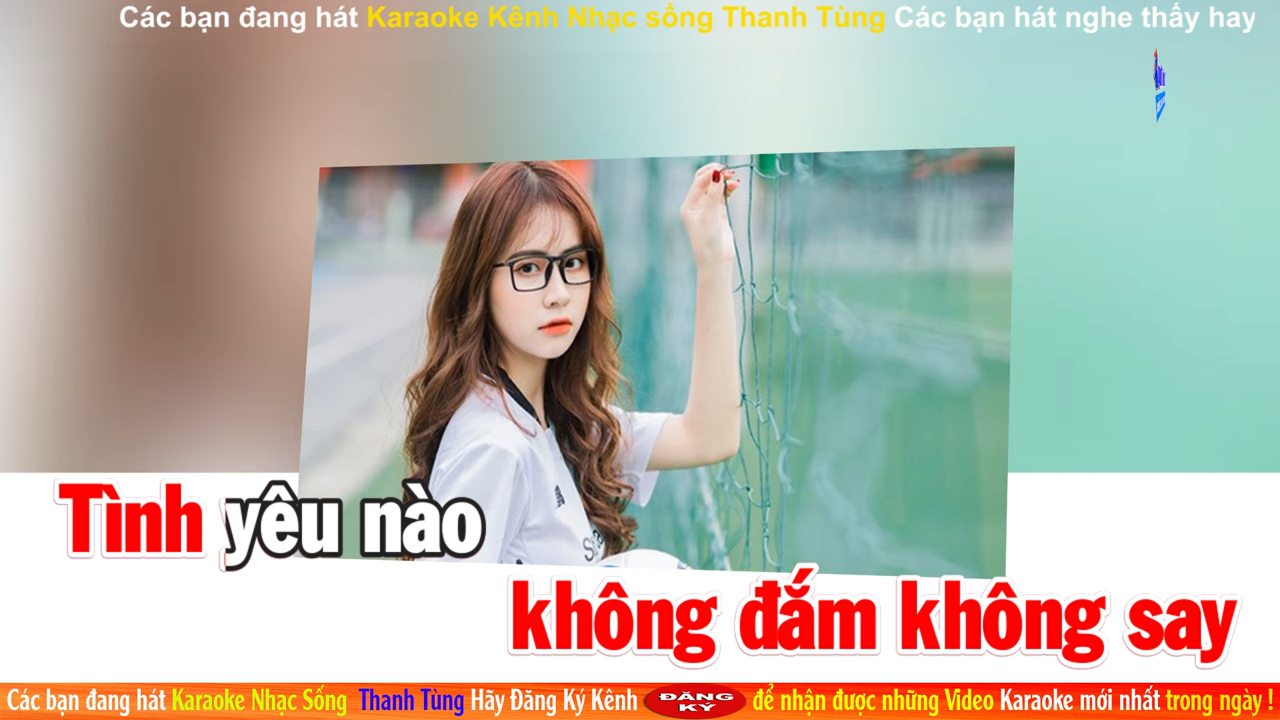 Các bạn đang hát Karaoke Kênh Nhạc sống Thanh Tùng Các bạn hát nghe thấy hay
Tình yêu nào
không đắm không say
Các bạn đang hát Karaoke Nhạc Sống Thanh Tùng Hãy Đăng Ký Kênh ĐĂNG KÝ để nhận được những Video Karaoke mới nhất trong ngày !